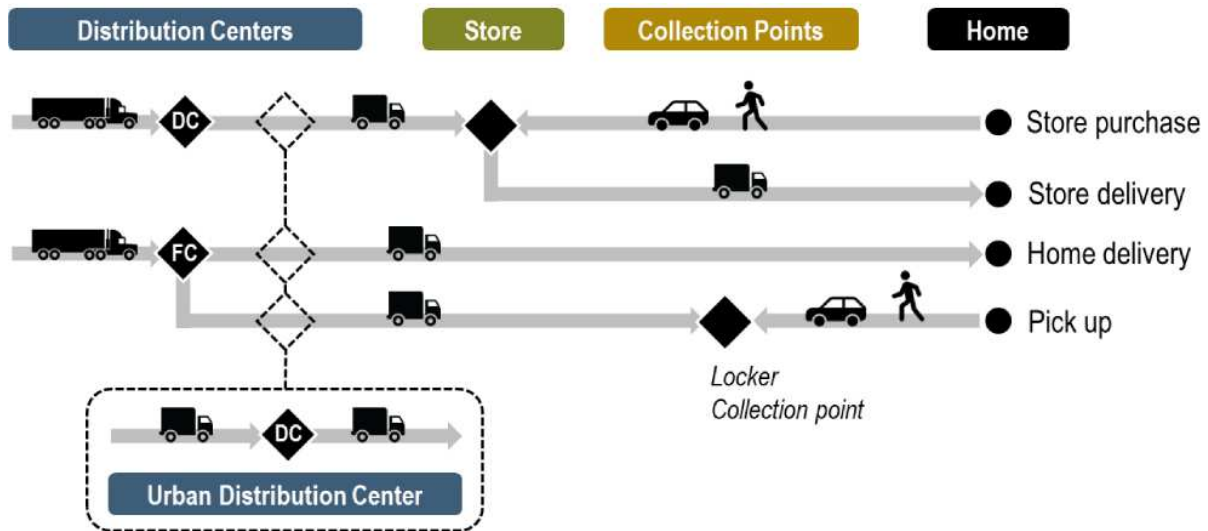 Distribution Centers
Store
Collection Points
Home
DC
Store purchase
Store delivery
FC
Home delivery
Pick up
Locker
Collection point
DC
Urban Distribution Center